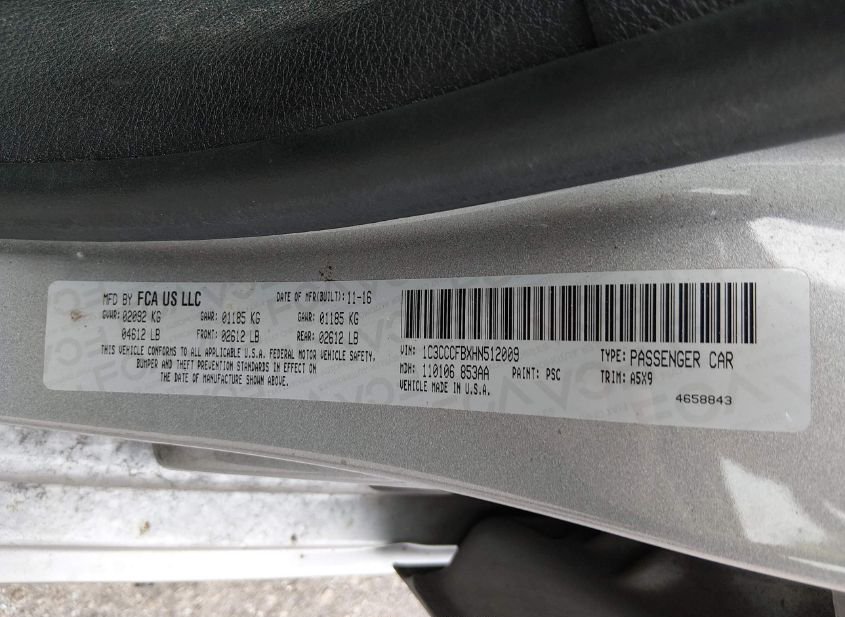 MFD BY FCA US LLC DATE OF MFR(BUILT): 11-16
GVWR: 02092 KG GAWR: 01185 KG GAWR: 01185 KG
04612 LB FRONT: 02612 LB REAR: 02612 LB
THIS VEHICLE CONFORMS TO ALL APPLICABLE U.S.A. FEDERAL MOTOR VEHICLE SAFETY,
BUMPER AND THEFT PREVENTION STANDARDS IN EFFECT ON
THE DATE OF MANUFACTURE SHOWN ABOVE.
VIN: 1C3CCCFBXHN512009 TYPE: PASSENGER CAR
MDH: 110106 853AA PAINT: PSC TRIM: A5X9
VEHICLE MADE IN U.S.A. 4658843